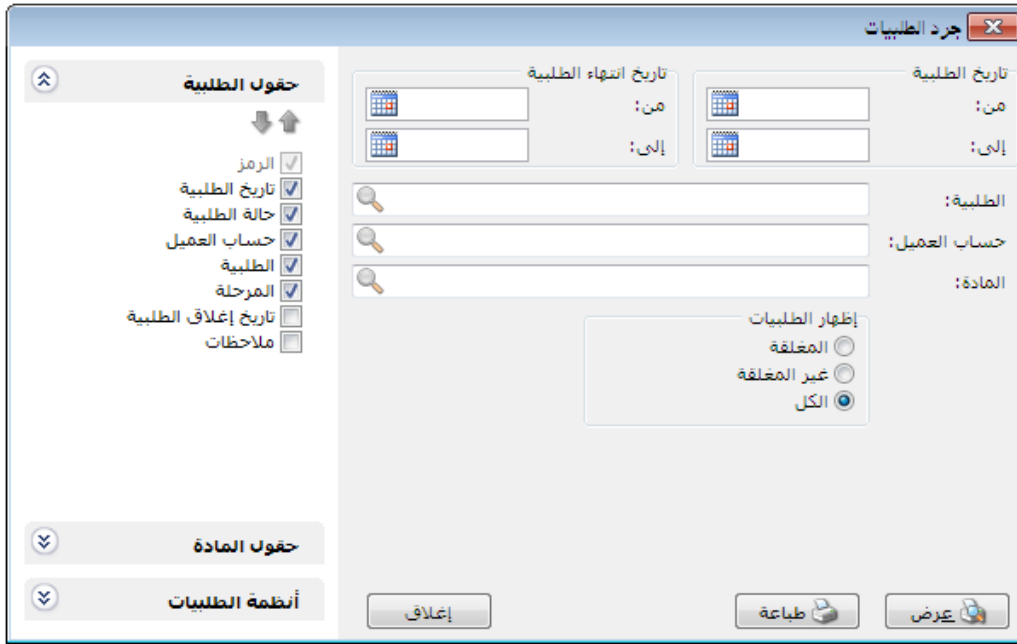 جرد الطلبيات
تاريخ الطلبية
من:
إلى:
تاريخ انتهاء الطلبية
من:
إلى:
الطلبية:
حساب العميل:
المادة:
إظهار الطلبيات
المغلقة
غير المغلقة
الكل
عرض
طباعة
إغلاق
حقول الطلبية
الرمز
تاريخ الطلبية
حالة الطلبية
حساب العميل
الطلبية
المرحلة
تاريخ إغلاق الطلبية
ملاحظات
حقول المادة
أنظمة الطلبيات